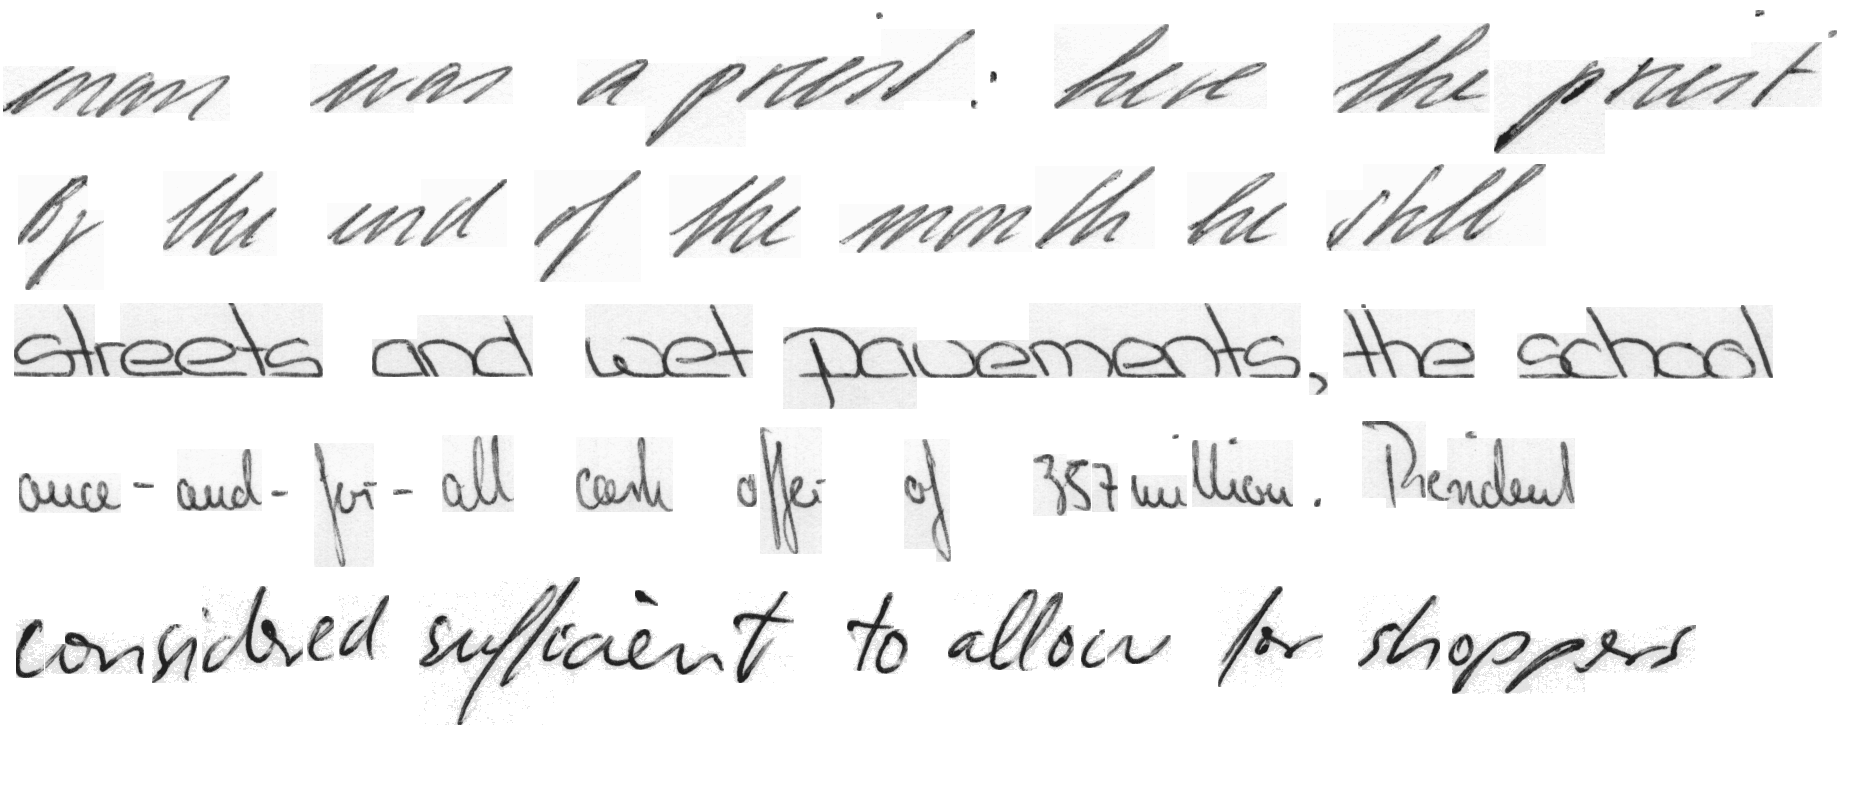 man was a priest: here the priest
By the end of the month he still
streets and wet pavements, the school
once-and-for-all cash offer of 357 million. President
considered sufficient to allow for shoppers